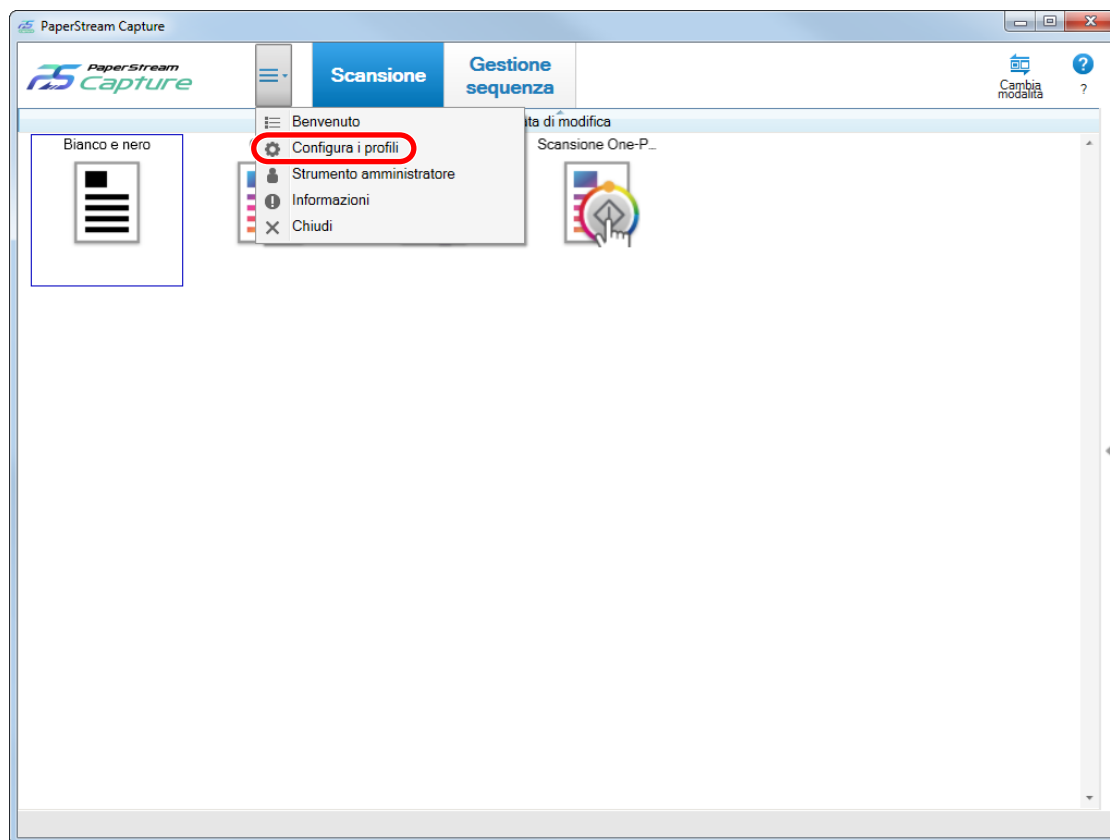 PaperStream Capture
PaperStream
Capture
Scansione
Gestione
sequenza
Cambia
modalità
?
?
ita di modifica
Benvenuto
Configura i profili
Strumento amministratore
Informazioni
Chiudi
Bianco e nero
Scansione One-P...